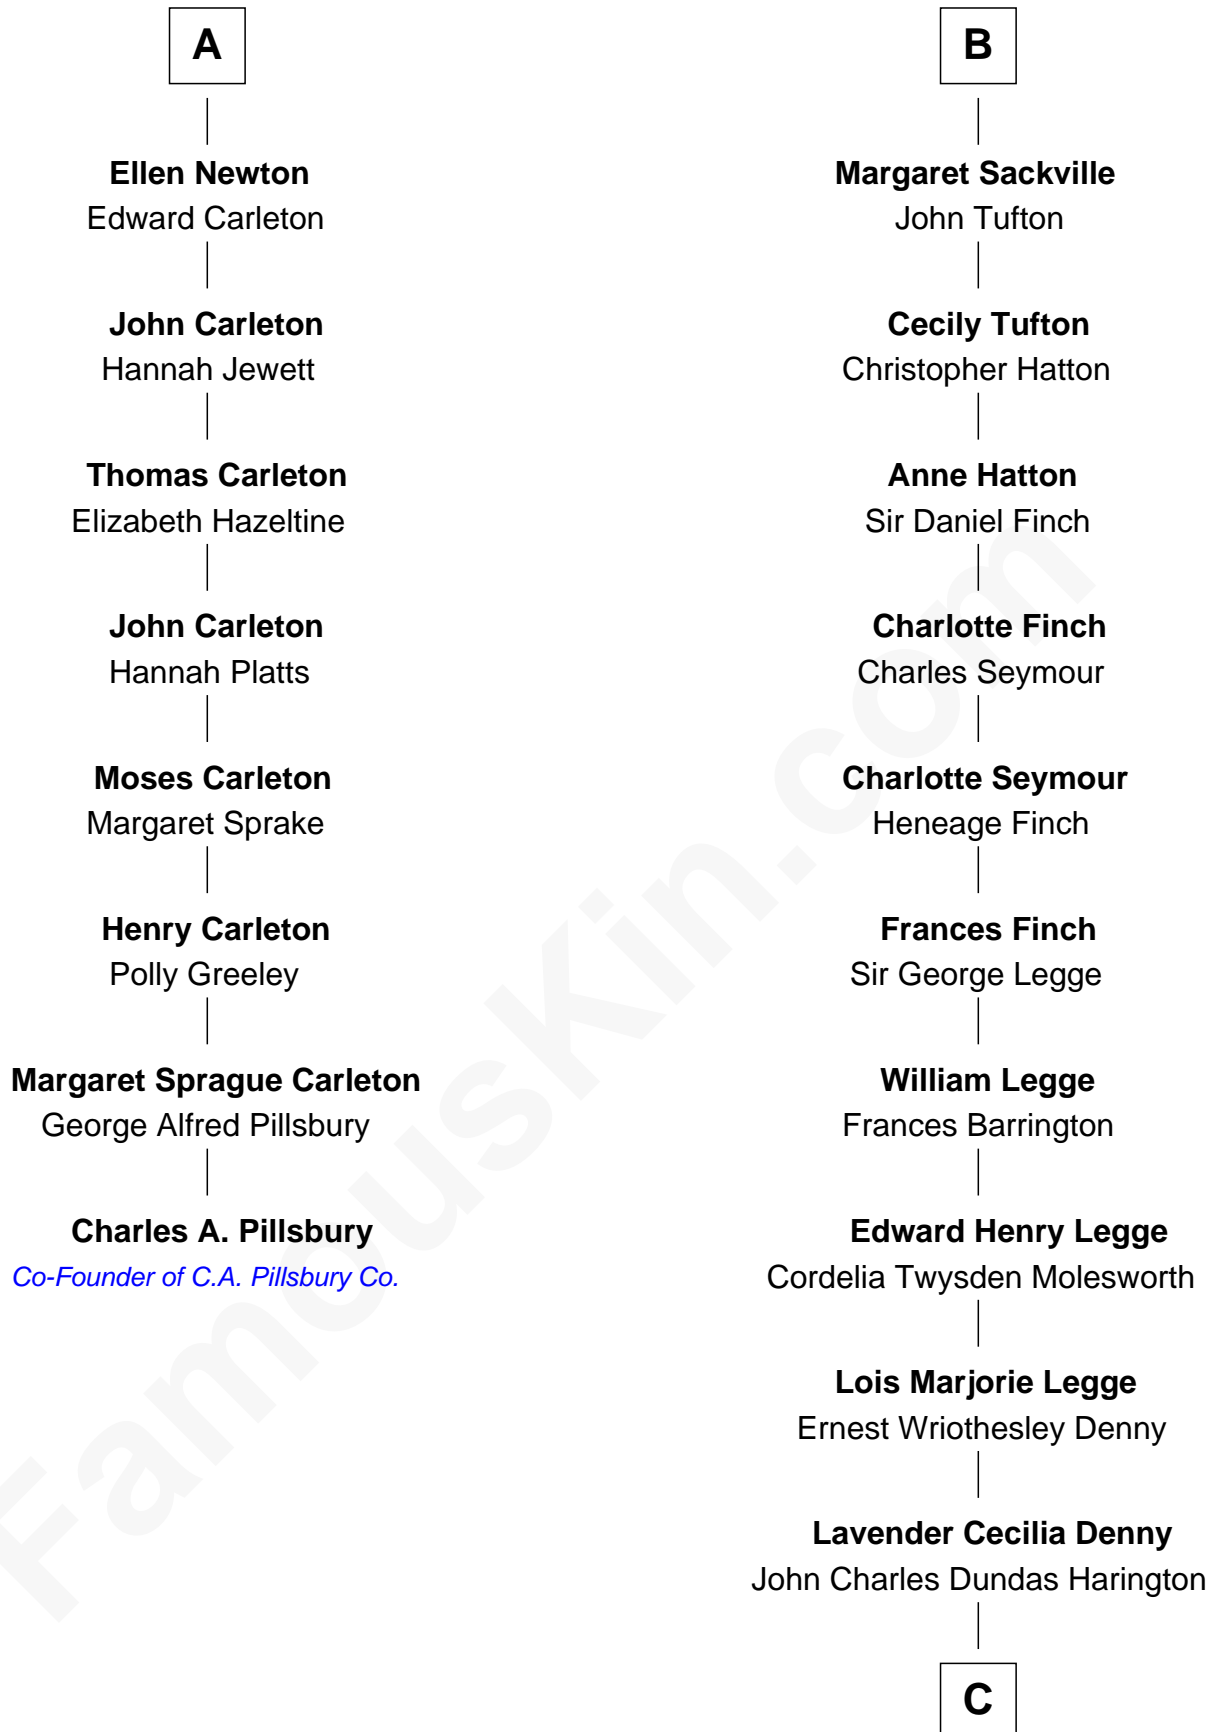 A
Ellen Newton
Edward Carleton
John Carleton
Hannah Jewett
Thomas Carleton
Elizabeth Hazeltine
John Carleton
Hannah Platts
Moses Carleton
Margaret Sprake
Henry Carleton
Polly Greeley
Margaret Sprague Carleton
George Alfred Pillsbury
Charles A. Pillsbury
Co-Founder of C.A. Pillsbury Co.
B
Margaret Sackville
John Tufton
Cecily Tufton
Christopher Hatton
Anne Hatton
Sir Daniel Finch
Charlotte Finch
Charles Seymour
Charlotte Seymour
Heneage Finch
Frances Finch
Sir George Legge
William Legge
Frances Barrington
Edward Henry Legge
Cordelia Twysden Molesworth
Lois Marjorie Legge
Ernest Wriothesley Denny
Lavender Cecilia Denny
John Charles Dundas Harington
C
FamousKin.com